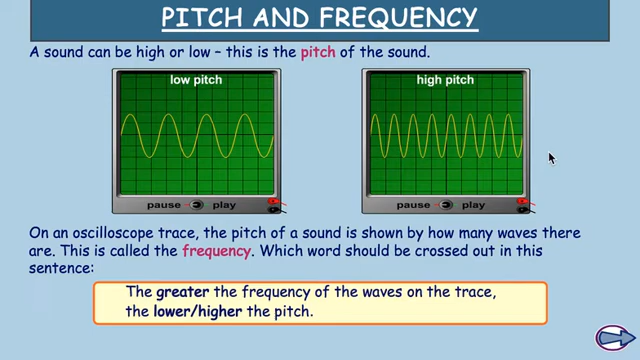 PITCH AND FREQUENCY
A sound can be high or low – this is the pitch of the sound.
low pitch
high pitch
pause play
pause play
On an oscilloscope trace, the pitch of a sound is shown by how many waves there
are. This is called the frequency. Which word should be crossed out in this
sentence:
The greater the frequency of the waves on the trace,
the lower/higher the pitch.